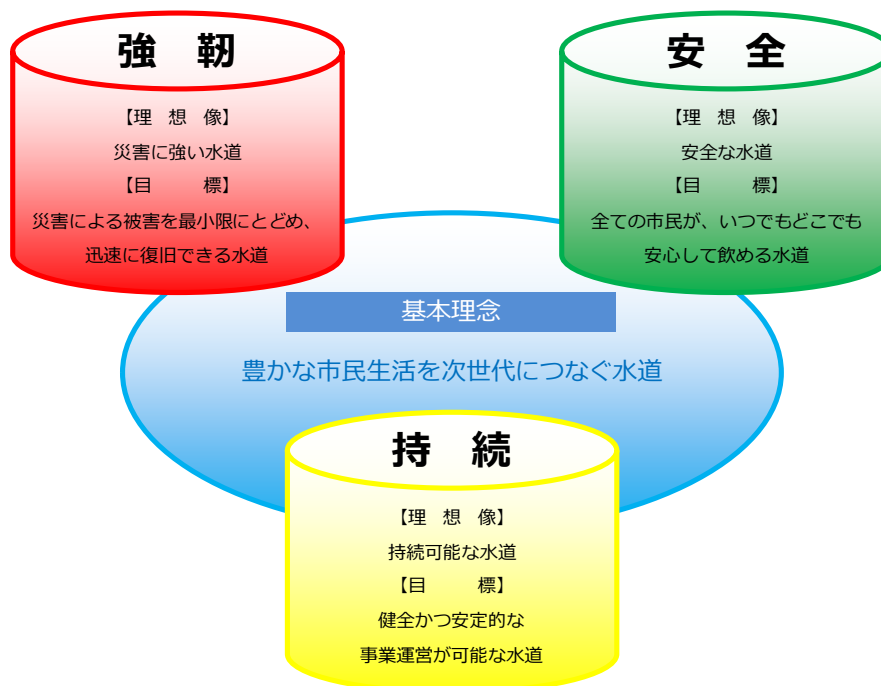 強　靭
【理　想　像】
災害に強い水道
【目　　　標】
災害による被害を最小限にとどめ、
迅速に復旧できる水道
安　全
【理　想　像】
安全な水道
【目　　　標】
全ての市民が、いつでもどこでも
安心して飲める水道
基本理念
豊かな市民生活を次世代につなぐ水道
持　続
【理　想　像】
持続可能な水道
【目　　　標】
健全かつ安定的な
事業運営が可能な水道